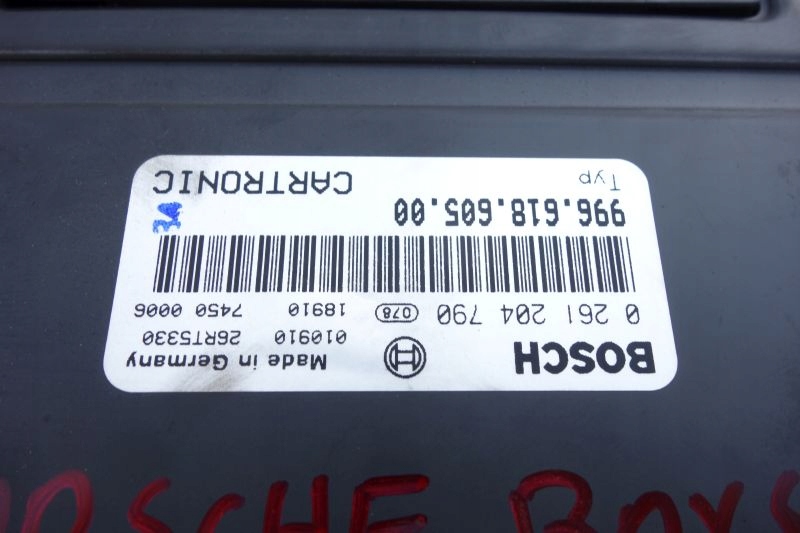 BOSCH Made in Germany
010910 26RT5330
0 261 204 790 078 18910 7450 0006
996.618.605.00
Typ CARTRONIC